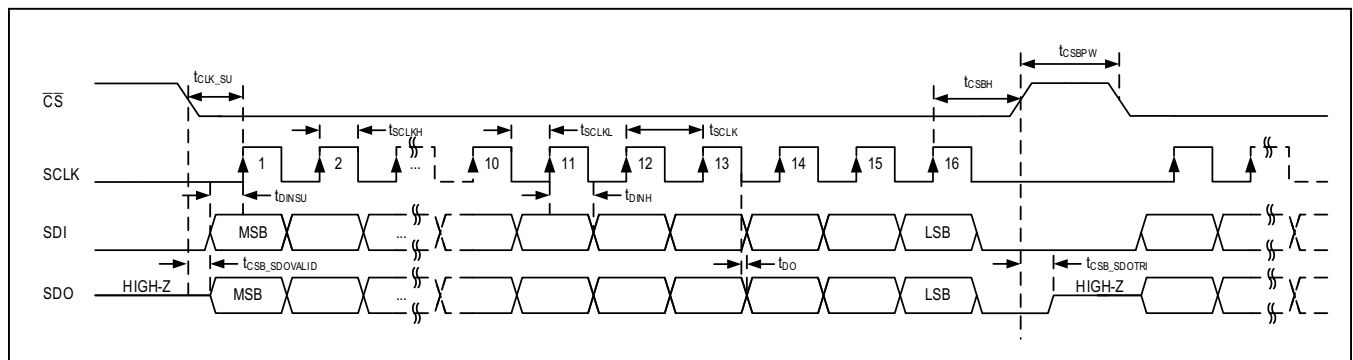 tCLK_SU
tCSBH
tCSBPW
CS
tSCLKH
tSCLKL
tSCLK
SCLK
1
2
...
10
11
12
13
14
15
16
tDINSU
tDINH
SDI
MSB
...
LSB
tCSB_SDOVALID
tDO
tCSB_SDOTRI
SDO
HIGH-Z
MSB
...
LSB
HIGH-Z